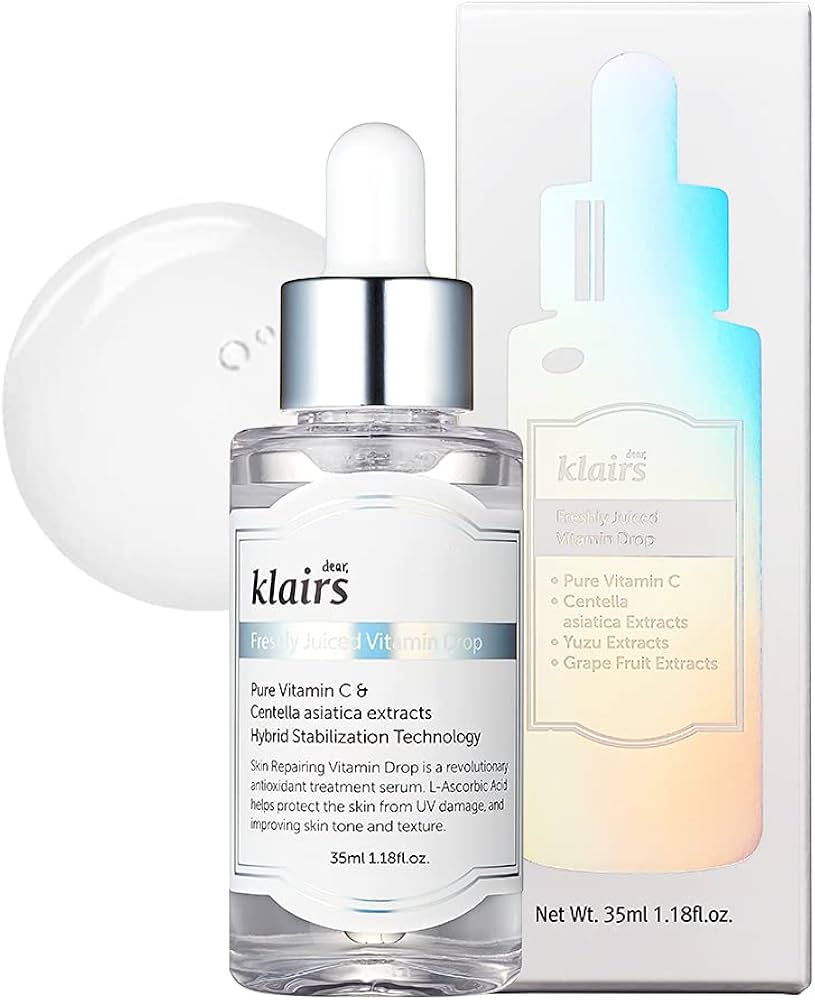 dear,
klairs
Freshly Juiced Vitamin Drop
Pure Vitamin C &
Centella asiatica extracts
Hybrid Stabilization Technology
Skin Repairing Vitamin Drop is a revolutionary
antioxidant treatment serum. L-Ascorbic Acid
helps protect the skin from UV damage, and
improving skin tone and texture.
35ml 1.18fl.oz.
dear,
klairs
Freshly Juiced
Vitamin Drop
• Pure Vitamin C
• Centella
asiatica Extracts
• Yuzu Extracts
• Grape Fruit Extracts
Net Wt. 35ml 1.18fl.oz.